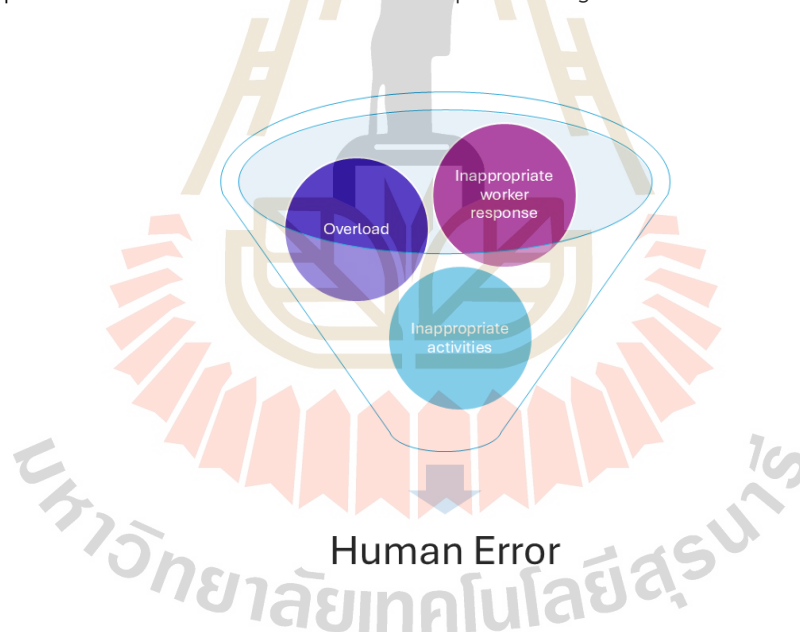 Inappropriate
worker
response
Overload
Inappropriate
activities
Human Error
มหาวิทยาลัยเทคโนโลยีสุรนารี